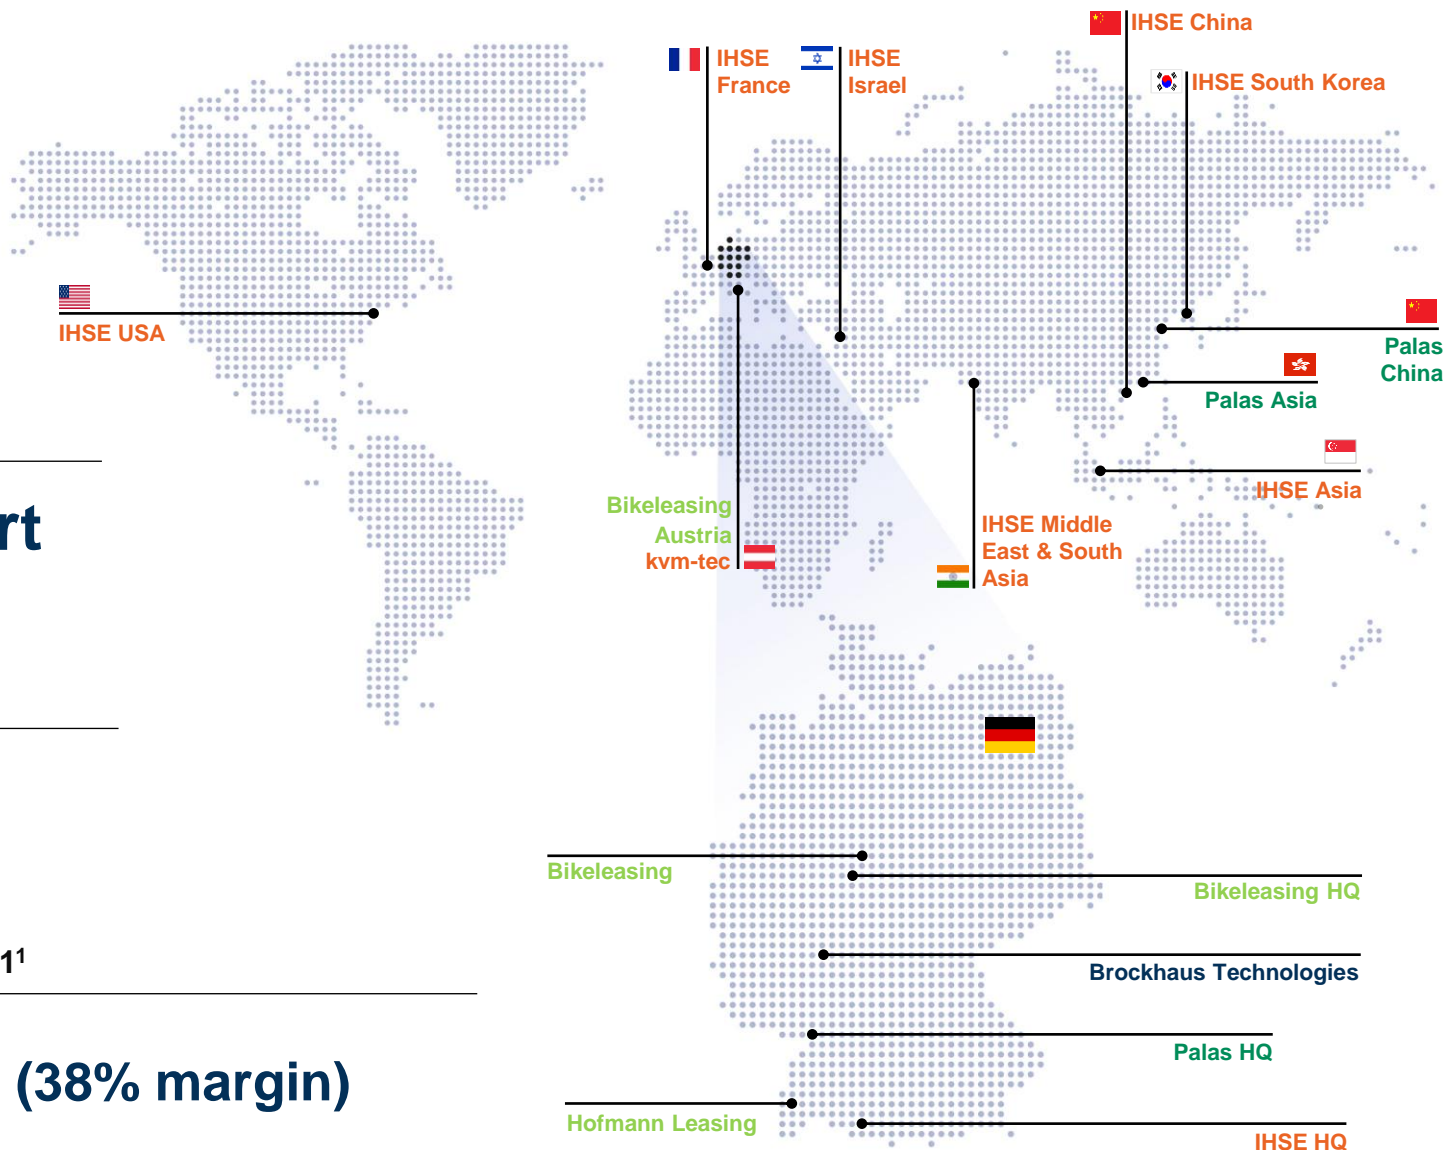 IHSE China
IHSE
France
IHSE
Israel
IHSE South Korea
IHSE USA
Palas
China
Palas Asia
IHSE Asia
Bikeleasing
Austria
kvm-tec
IHSE Middle
East & South
Asia
rt
Bikeleasing
Bikeleasing HQ
1¹
Brockhaus Technologies
Palas HQ
(38% margin)
Hofmann Leasing
IHSE HQ